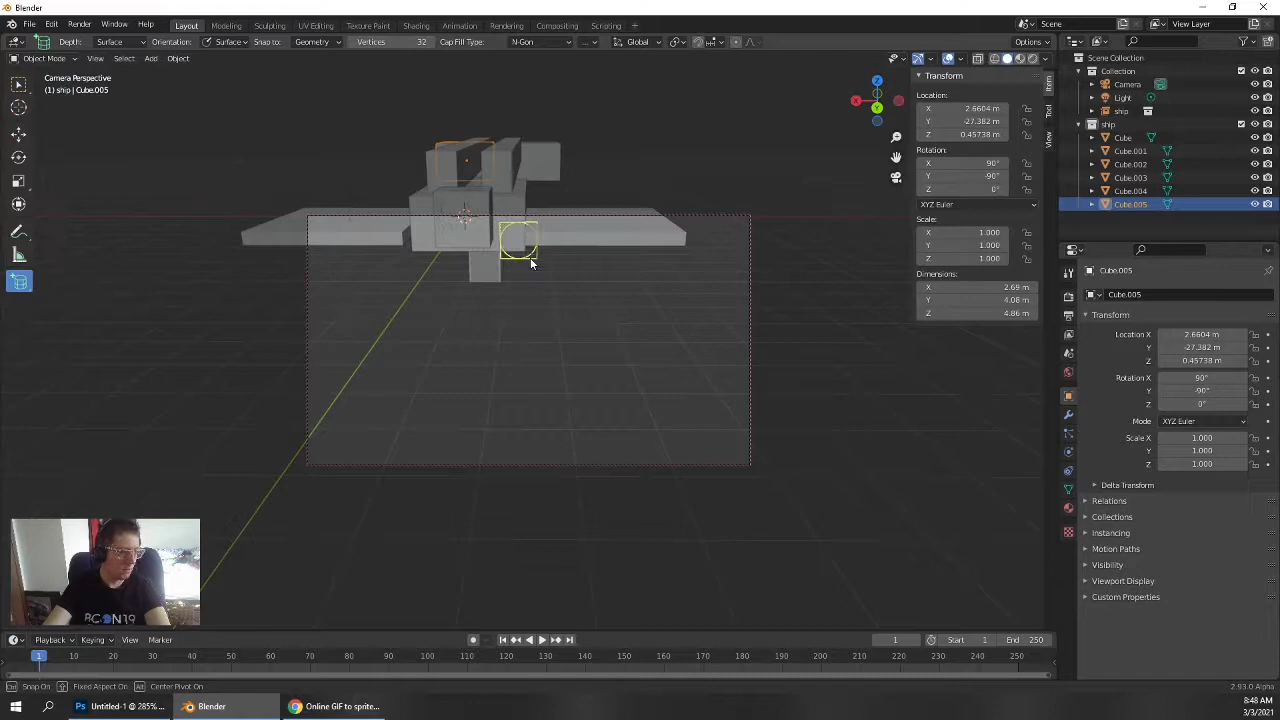 Blender
File Edit Render Window Help Layout Modeling Sculpting UV Editing Texture Paint Shading Animation Rendering Compositing Scripting + Scene View Layer
Depth: Surface Orientation: Surface Snap to: Geometry Vertices 32 Cap Fill Type: N-Gon ... Global Options
Object Mode View Select Add Object
Camera Perspective
(1) ship | Cube.005
Z
X
Y
Transform
Location:
X 2.6604 m
Y -27.382 m
Z 0.45738 m
Rotation:
X 90°
Y -90°
Z 0°
XYZ Euler
Scale:
X 1.000
Y 1.000
Z 1.000
Dimensions:
X 2.69 m
Y 4.08 m
Z 4.86 m
Item
Tool
View
Scene Collection
Collection
Camera
Light
ship
ship
Cube
Cube.001
Cube.002
Cube.003
Cube.004
Cube.005
Cube.005
Cube.005
Transform
Location X 2.6604 m
Y -27.382 m
Z 0.45738 m
Rotation X 90°
Y -90°
Z 0°
Mode XYZ Euler
Scale X 1.000
Y 1.000
Z 1.000
Delta Transform
Relations
Collections
Instancing
Motion Paths
Visibility
Viewport Display
Custom Properties
BCON19
Playback Keying View Marker 1 Start 1 End 250
1 10 20 30 40 50 60 70 80 90 100 110 120 130 140 150 160 170 180 190 200 210 220 230 240 250
Snap On Fixed Aspect On Center Pivot On
Untitled-1 @ 285%... Blender Online GIF to sprite...
8:48 AM
3/3/2021